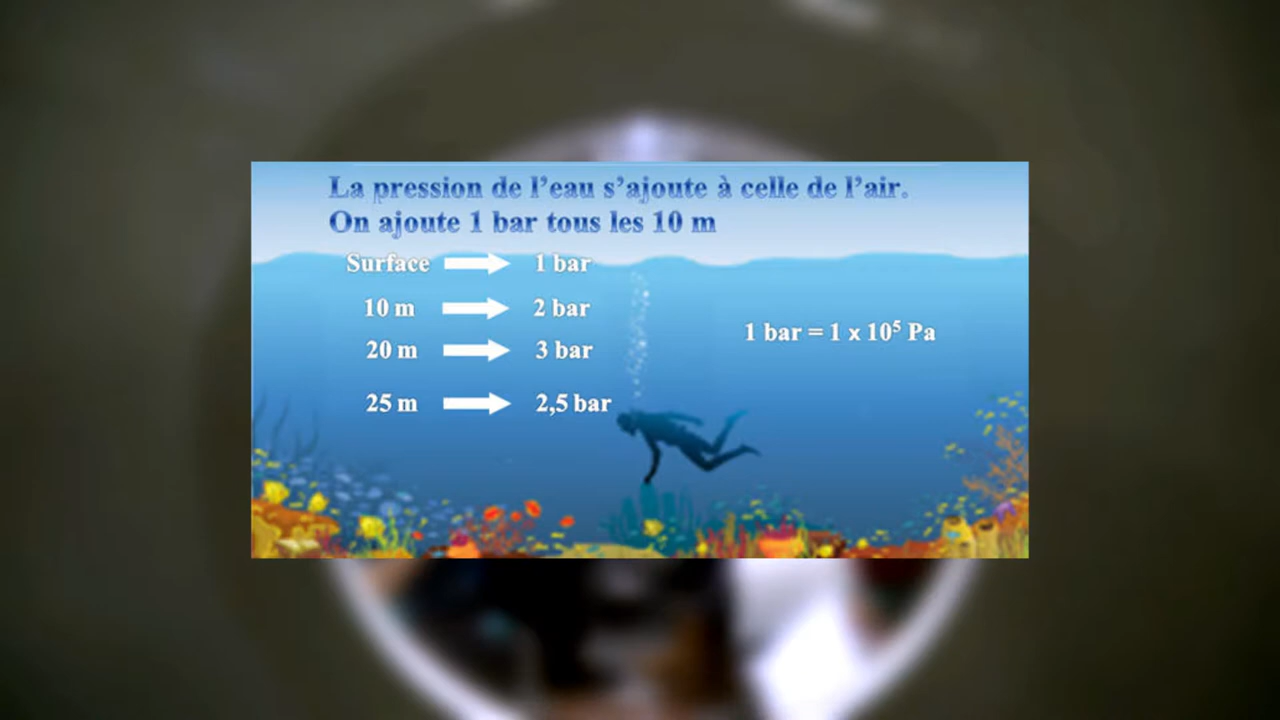 La pression de l’eau s’ajoute à celle de l’air.
On ajoute 1 bar tous les 10 m
Surface 1 bar
10 m 2 bar
20 m 3 bar
25 m 2,5 bar
1 bar = 1 x 10⁵ Pa